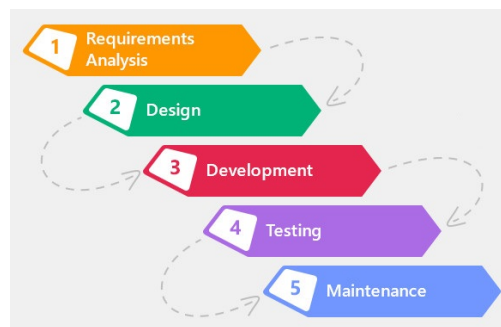 1
Requirements
Analysis
2
Design
3
Development
4
Testing
5
Maintenance